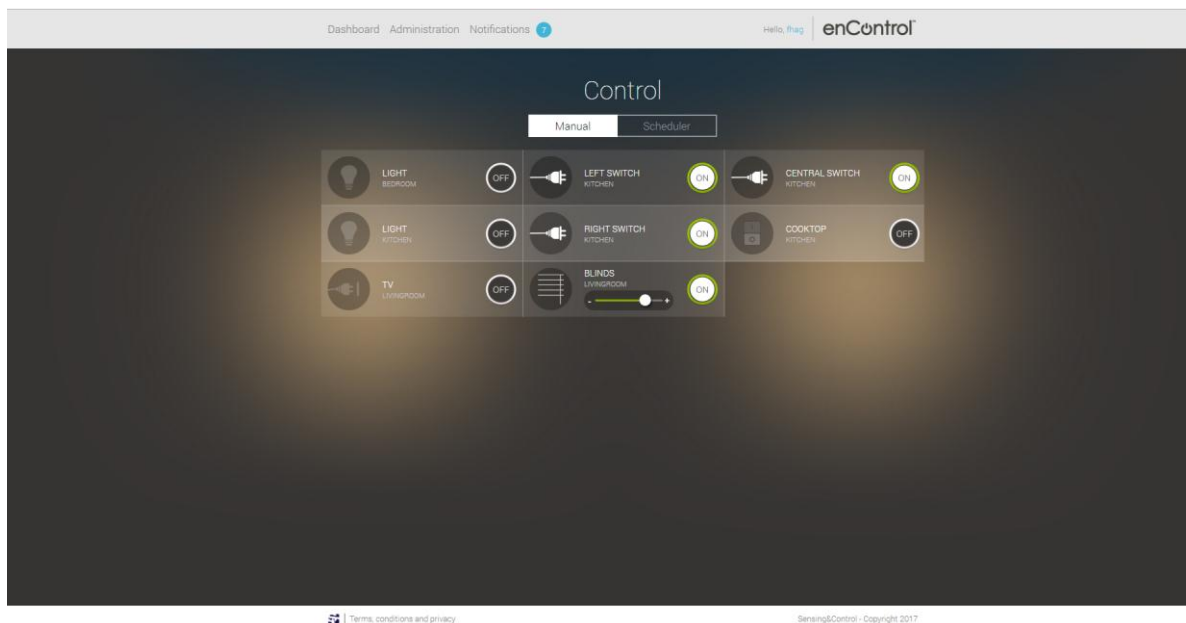 Dashboard Administration Notifications 7
Hello, fhag enControl
Control
Manual Scheduler
LIGHT
BEDROOM
OFF
LEFT SWITCH
KITCHEN
ON
CENTRAL SWITCH
KITCHEN
ON
LIGHT
KITCHEN
OFF
RIGHT SWITCH
KITCHEN
ON
COOKTOP
KITCHEN
OFF
TV
LIVINGROOM
OFF
BLINDS
LIVINGROOM
- +
ON
Terms, conditions and privacy
Sensing&Control - Copyright 2017